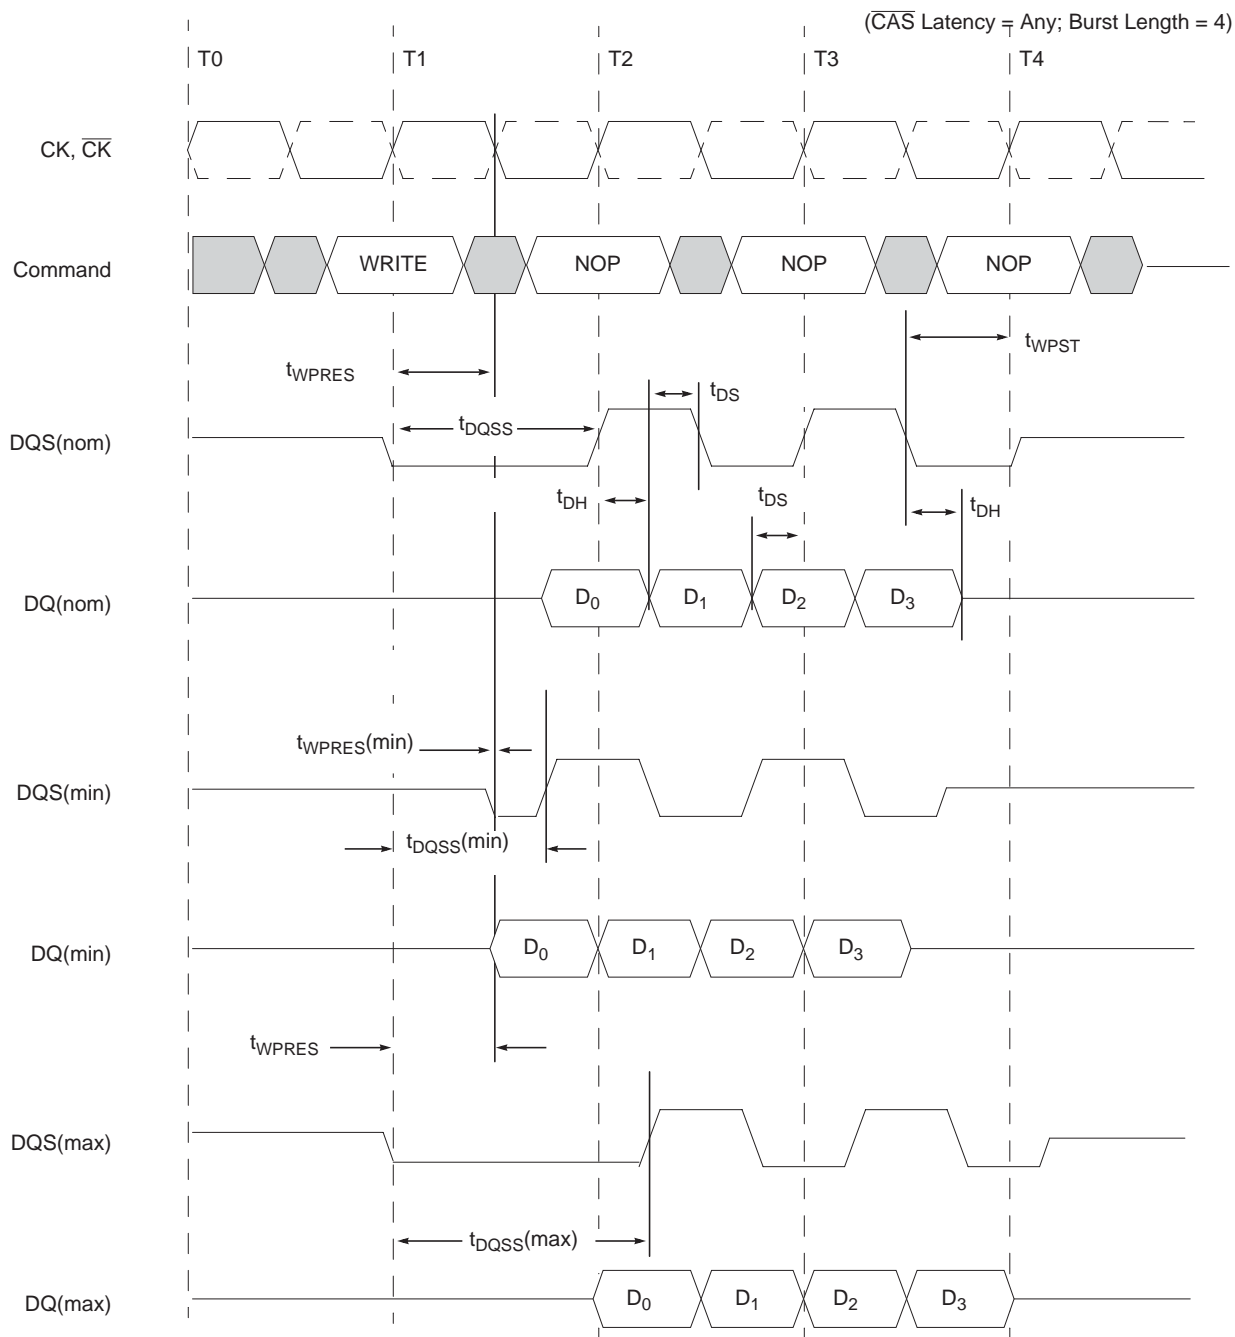 (C̅A̅S̅ Latency = Any; Burst Length = 4)
T0 T1 T2 T3 T4
CK, C̅K̅
Command WRITE NOP NOP NOP
tWPST
tWPRES
tDS
DQS(nom) tDQSS
tDH tDS tDH
DQ(nom) D0 D1 D2 D3
tWPRES(min)
DQS(min)
tDQSS(min)
DQ(min) D0 D1 D2 D3
tWPRES
DQS(max)
tDQSS(max)
DQ(max) D0 D1 D2 D3